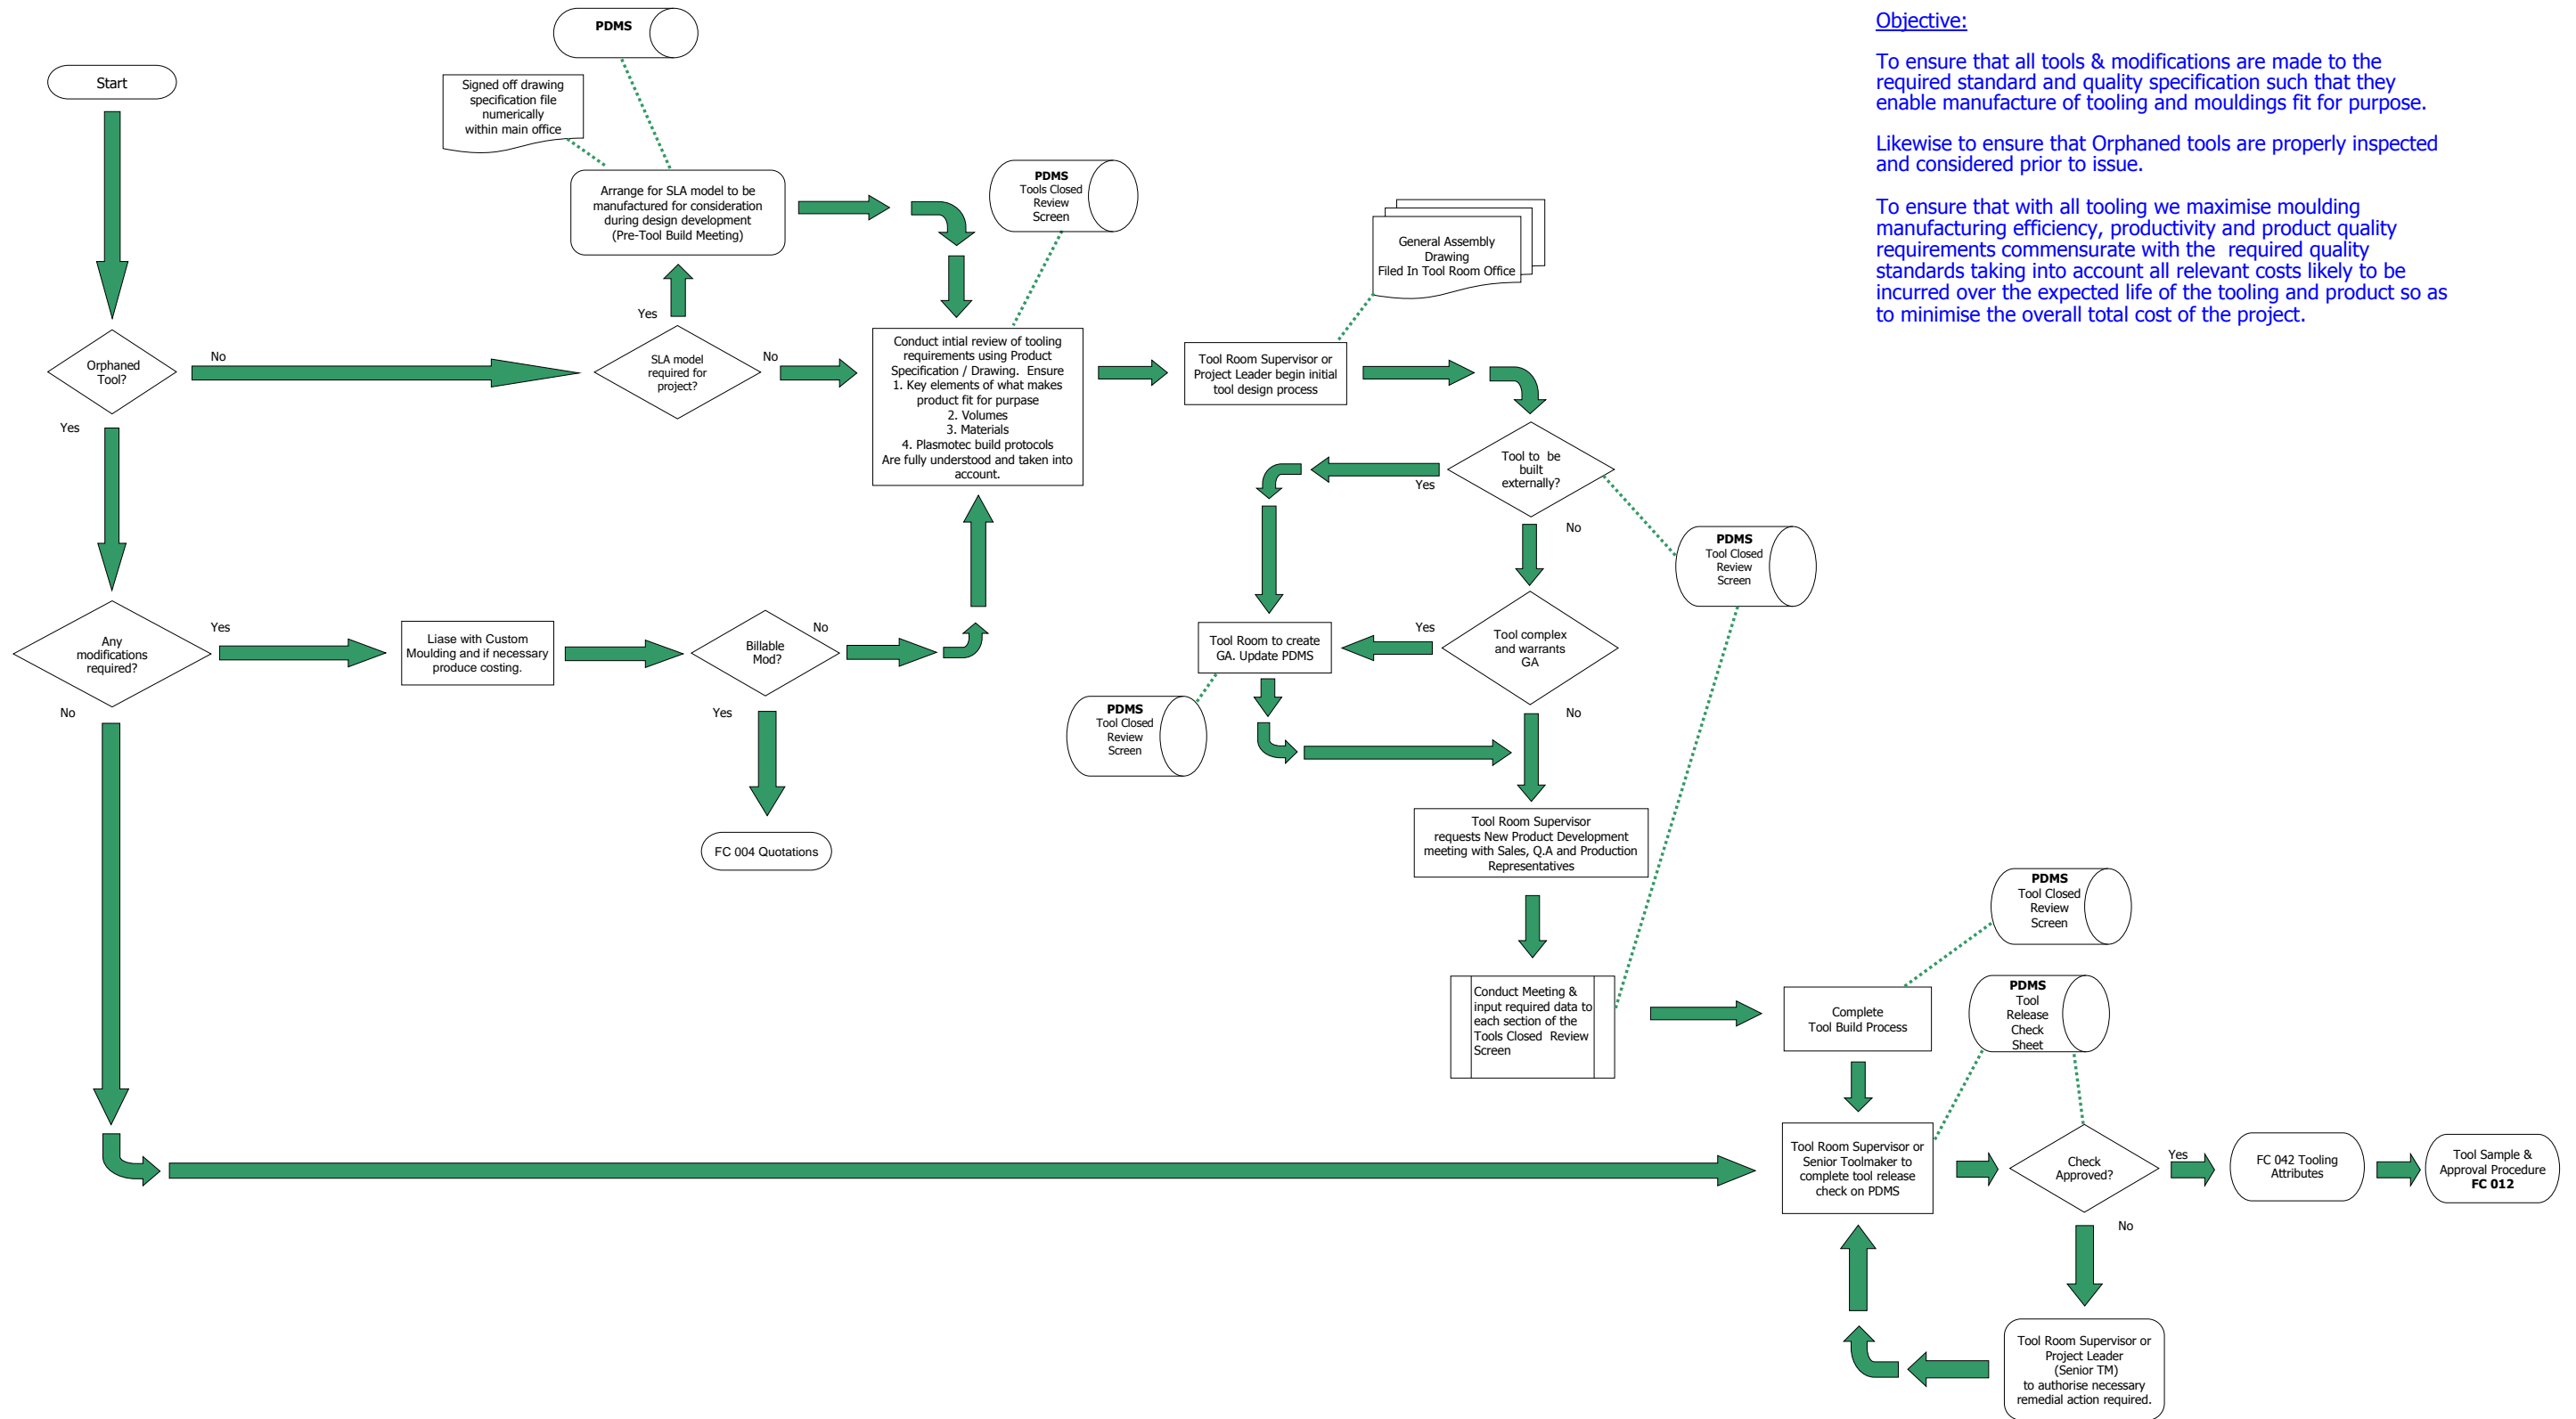 Objective:
To ensure that all tools & modifications are made to the
required standard and quality specification such that they
enable manufacture of tooling and mouldings fit for purpose.
Likewise to ensure that Orphaned tools are properly inspected
and considered prior to issue.
To ensure that with all tooling we maximise moulding
manufacturing efficiency, productivity and product quality
requirements commensurate with the required quality
standards taking into account all relevant costs likely to be
incurred over the expected life of the tooling and product so as
to minimise the overall total cost of the project.
PDMS
Start
Signed off drawing
specification file
numerically
within main office
Arrange for SLA model to be
manufactured for consideration
during design development
(Pre-Tool Build Meeting)
PDMS
Tools Closed
Review
Screen
General Assembly
Drawing
Filed In Tool Room Office
Yes
Orphaned
Tool?
No
SLA model
required for
project?
No
Conduct intial review of tooling
requirements using Product
Specification / Drawing. Ensure
1. Key elements of what makes
product fit for purpase
2. Volumes
3. Materials
4. Plasmotec build protocols
Are fully understood and taken into
account.
Tool Room Supervisor or
Project Leader begin initial
tool design process
Yes
Tool to be
built
externally?
Yes
No
PDMS
Tool Closed
Review
Screen
Any
modifications
required?
Yes
Liase with Custom
Moulding and if necessary
produce costing.
Billable
Mod?
No
Tool Room to create
GA. Update PDMS
Yes
Tool complex
and warrants
GA
No
Yes
No
PDMS
Tool Closed
Review
Screen
FC 004 Quotations
Tool Room Supervisor
requests New Product Development
meeting with Sales, Q.A and Production
Representatives
PDMS
Tool Closed
Review
Screen
Conduct Meeting &
input required data to
each section of the
Tools Closed Review
Screen
Complete
Tool Build Process
PDMS
Tool
Release
Check
Sheet
Tool Room Supervisor or
Senior Toolmaker to
complete tool release
check on PDMS
Check
Approved?
Yes
FC 042 Tooling
Attributes
Tool Sample &
Approval Procedure
FC 012
No
Tool Room Supervisor or
Project Leader
(Senior TM)
to authorise necessary
remedial action required.